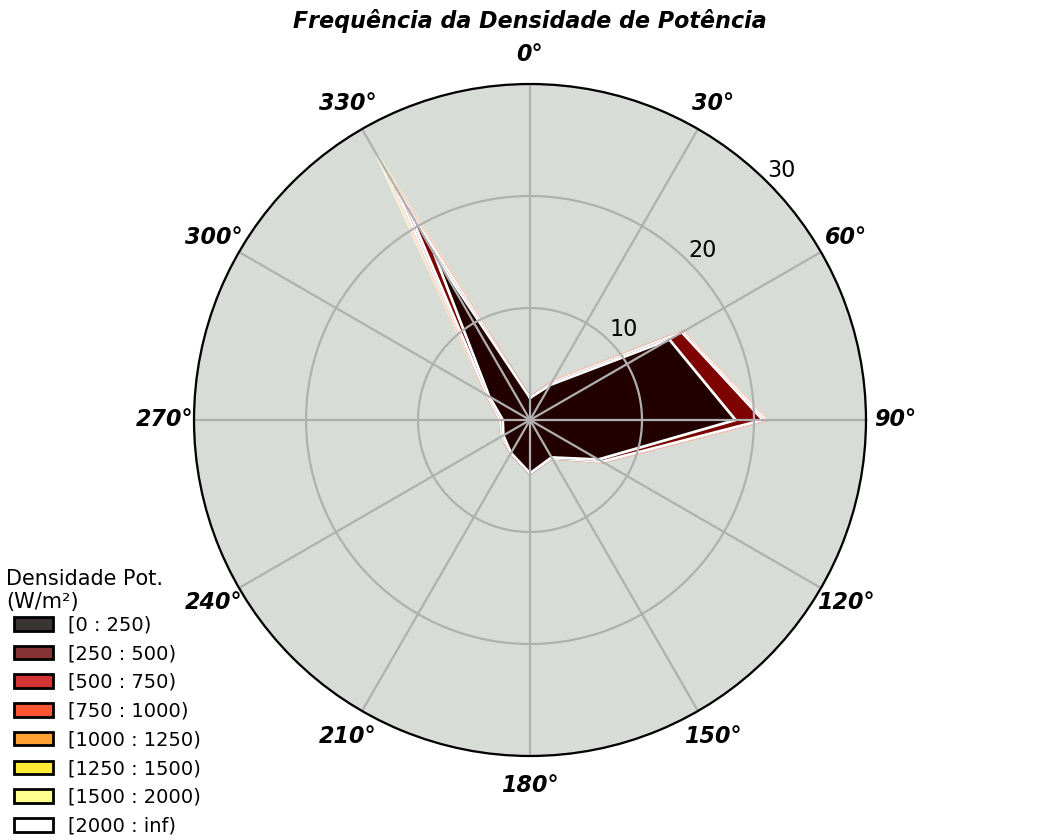 Frequência da Densidade de Potência
0°
330°
30°
30
300°
60°
20
10
270°
90°
240°
120°
210°
150°
180°
Densidade Pot.
(W/m²)
[0 : 250)
[250 : 500)
[500 : 750)
[750 : 1000)
[1000 : 1250)
[1250 : 1500)
[1500 : 2000)
[2000 : inf)